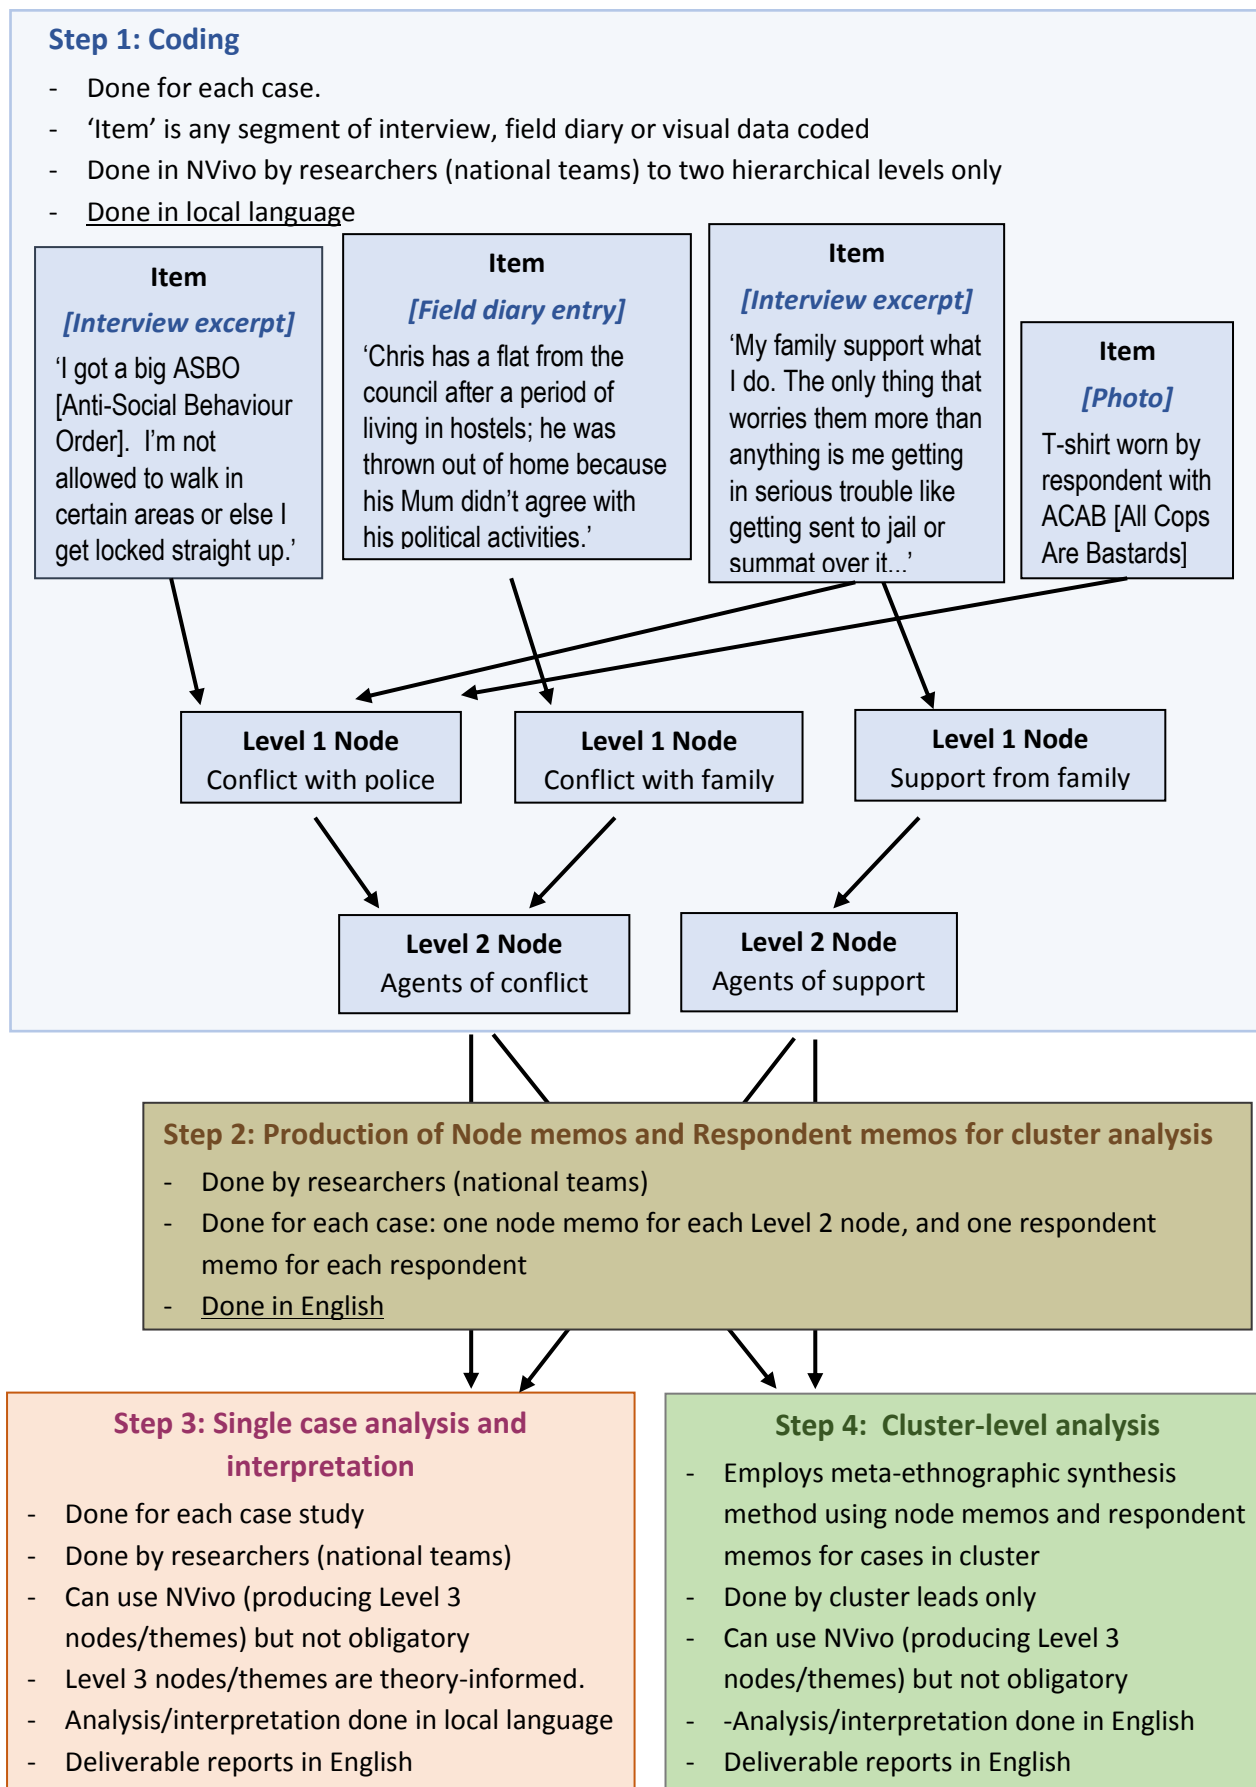 Step 1: Coding
- Done for each case.
- ‘Item’ is any segment of interview, field diary or visual data coded
- Done in NVivo by researchers (national teams) to two hierarchical levels only
- Done in local language
Item
[Interview excerpt]
‘I got a big ASBO
[Anti-Social Behaviour
Order].  I’m not
allowed to walk in
certain areas or else I
get locked straight up.’
Item
[Field diary entry]
‘Chris has a flat from the
council after a period of
living in hostels; he was
thrown out of home because
his Mum didn’t agree with
his political activities.’
Item
[Interview excerpt]
‘My family support what
I do. The only thing that
worries them more than
anything is me getting
in serious trouble like
getting sent to jail or
summat over it...’
Item
[Photo]
T-shirt worn by
respondent with
ACAB [All Cops
Are Bastards]
Level 1 Node
Conflict with police
Level 1 Node
Conflict with family
Level 1 Node
Support from family
Level 2 Node
Agents of conflict
Level 2 Node
Agents of support
Step 2: Production of Node memos and Respondent memos for cluster analysis
- Done by researchers (national teams)
- Done for each case: one node memo for each Level 2 node, and one respondent
memo for each respondent
- Done in English
Step 3: Single case analysis and
interpretation
- Done for each case study
- Done by researchers (national teams)
- Can use NVivo (producing Level 3
nodes/themes) but not obligatory
- Level 3 nodes/themes are theory-informed.
- Analysis/interpretation done in local language
- Deliverable reports in English
Step 4:  Cluster-level analysis
- Employs meta-ethnographic synthesis
method using node memos and respondent
memos for cases in cluster
- Done by cluster leads only
- Can use NVivo (producing Level 3
nodes/themes) but not obligatory
- -Analysis/interpretation done in English
- Deliverable reports in English